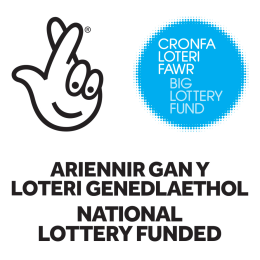 ®
CRONFA
LOTERI
FAWR
BIG
LOTTERY
FUND
ARIENNIR GAN Y
LOTERI GENEDLAETHOL
NATIONAL
LOTTERY FUNDED